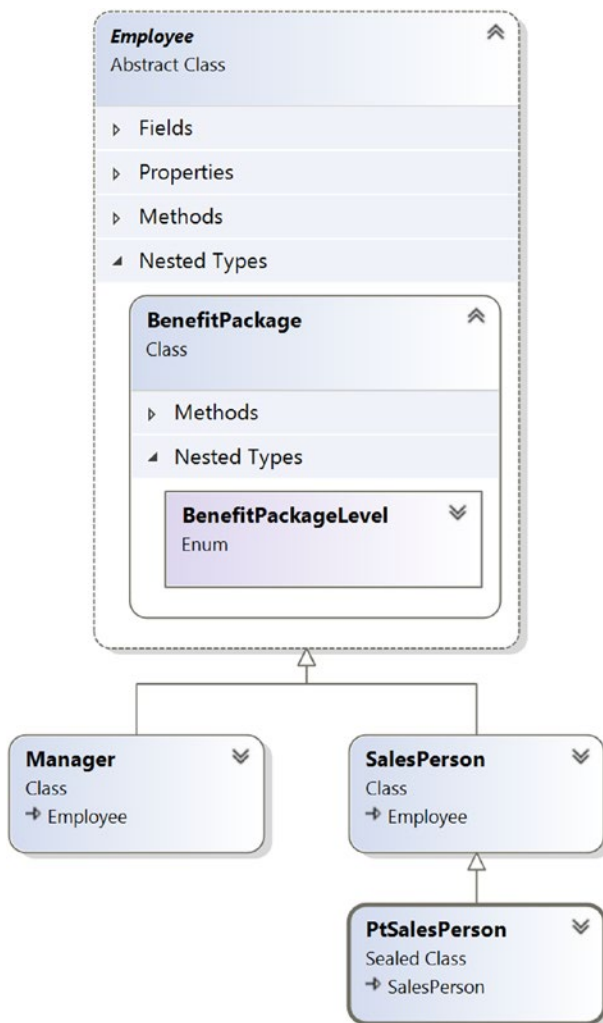 Employee
Abstract Class
Fields
Properties
Methods
Nested Types
BenefitPackage
Class
Methods
Nested Types
BenefitPackageLevel
Enum
Manager
Class
Employee
SalesPerson
Class
Employee
PtSalesPerson
Sealed Class
SalesPerson